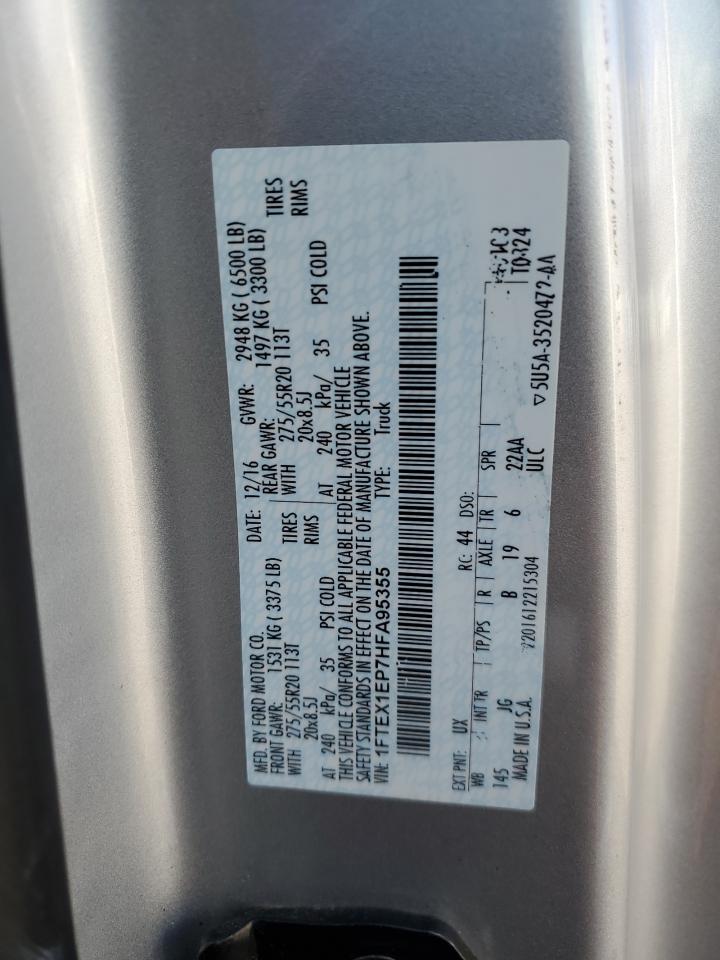 MFD. BY FORD MOTOR CO.
DATE: 12/16 GVWR: 2948 KG ( 6500 LB)
FRONT GAWR: 1531 KG ( 3375 LB) REAR GAWR: 1497 KG ( 3300 LB)
WITH 275/55R20 113T TIRES WITH 275/55R20 113T TIRES
20x8.5J RIMS 20x8.5J RIMS
AT 240 kPa/ 35 PSI COLD AT 240 kPa/ 35 PSI COLD
THIS VEHICLE CONFORMS TO ALL APPLICABLE FEDERAL MOTOR VEHICLE
SAFETY STANDARDS IN EFFECT ON THE DATE OF MANUFACTURE SHOWN ABOVE.
VIN: 1FTEX1EP7HFA95355 TYPE: Truck
EXT PNT: UX RC: 44 DSO:
WB INT TR TP/PS R AXLE TR SPR
145 JG B 19 6 22AA
MADE IN U.S.A. ULC
5U5A-3520472-AA